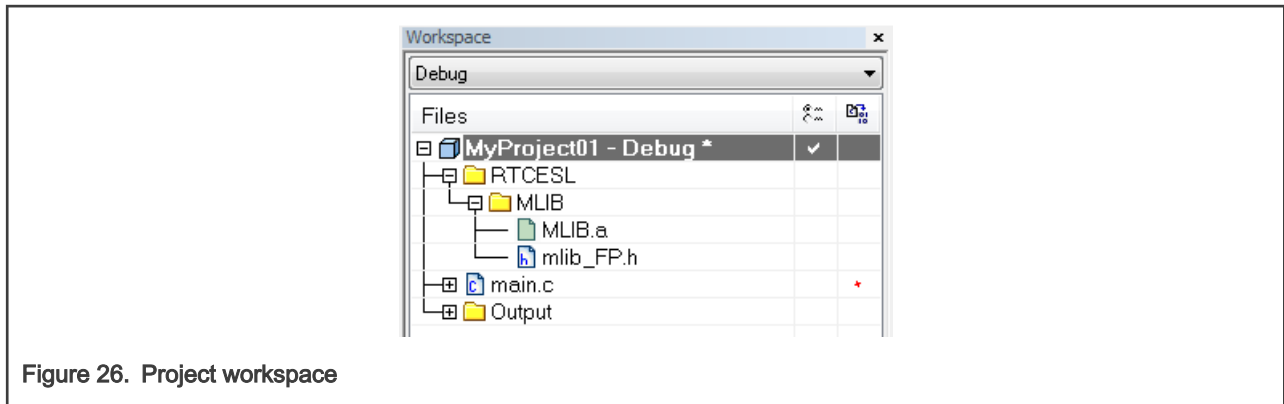 Workspace
Debug
Files
MyProject01 - Debug *
RTCESL
MLIB
MLIB.a
mlib_FP.h
main.c
Output
Figure 26. Project workspace